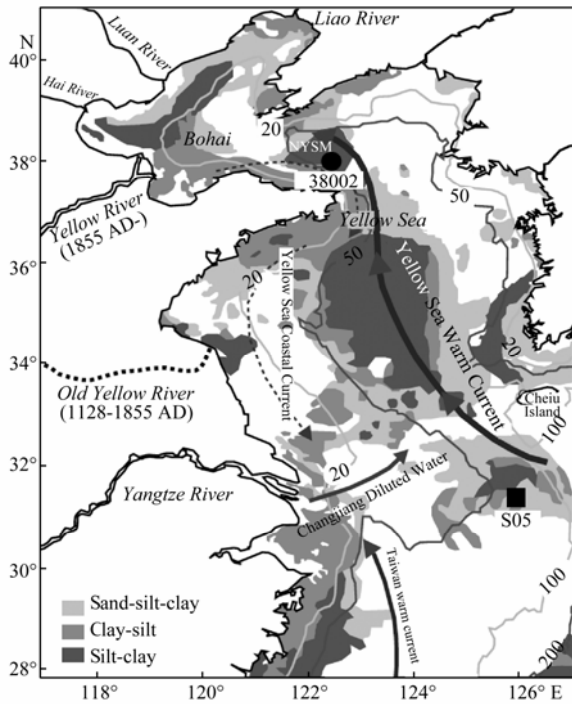 Liao River
Luan River
N
40°
Hai River
20
NYSM
Bohai
38°
38002
50
Yellow River
(1855 AD-)
Yellow Sea
36°
50
20
Yellow Sea Coastal Current
Yellow Sea Warm Current
20
34°
Old Yellow River
(1128-1855 AD)
Cheiu
Island
100
32°
20
Yangtze River
Changjiang Diluted Water
S05
30°
Taiwan warm current
100
Sand-silt-clay
Clay-silt
Silt-clay
200
28°
118° 120° 122° 124° 126° E